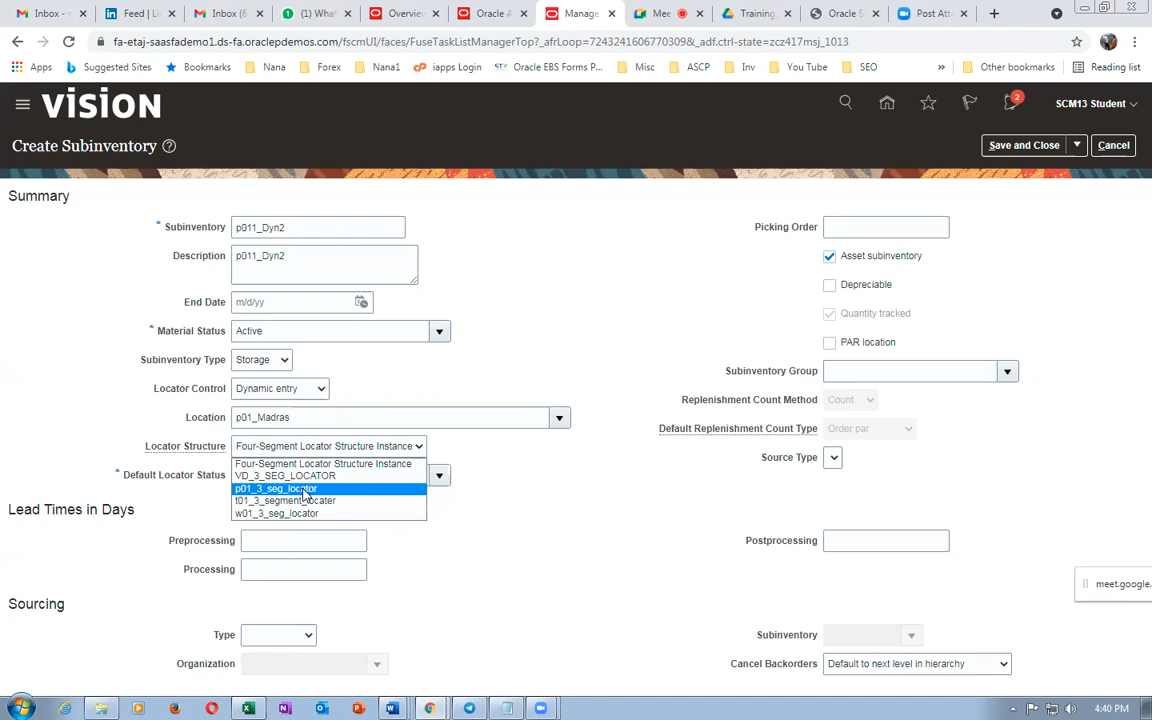 Inbox -
Feed | Li
Inbox (6
(1) What
Overview
Oracle A
Manage
Mee
Training
Oracle S
Post Att
fa-etaj-saasfademo1.ds-fa.oraclepdemos.com/fscmUI/faces/FuseTaskListManagerTop?_afrLoop=7243241606770309&_adf.ctrl-state=zcz417msj_1013
Apps
Suggested Sites
Bookmarks
Nana
Forex
Nana1
iapps Login
Oracle EBS Forms P...
Misc
ASCP
Inv
You Tube
SEO
»
Other bookmarks
Reading list
VISION
2
SCM13 Student
Create Subinventory
Save and Close
Cancel
Summary
* Subinventory p011_Dyn2
Picking Order
Description p011_Dyn2
Asset subinventory
Depreciable
End Date m/d/yy
Quantity tracked
* Material Status Active
PAR location
Subinventory Type Storage
Subinventory Group
Locator Control Dynamic entry
Replenishment Count Method Count
Location p01_Madras
Default Replenishment Count Type Order par
Locator Structure Four-Segment Locator Structure Instance
Source Type
Four-Segment Locator Structure Instance
VD_3_SEG_LOCATOR
* Default Locator Status
p01_3_seg_locator
t01_3_segment_locater
w01_3_seg_locator
Lead Times in Days
Preprocessing
Postprocessing
Processing
meet.google.
Sourcing
Type
Subinventory
Organization
Cancel Backorders Default to next level in hierarchy
4:40 PM